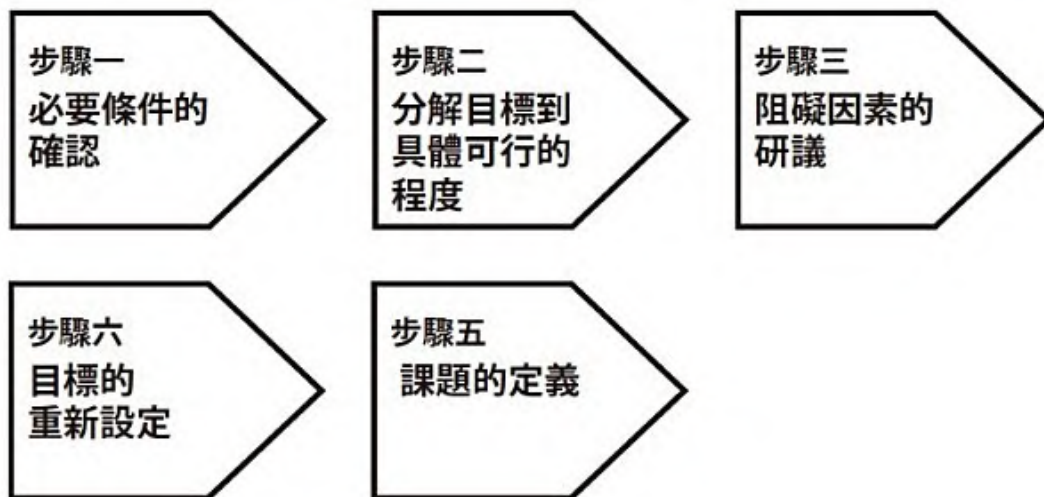 步驟一
必要條件的
確認
步驟二
分解目標到
具體可行的
程度
步驟三
阻礙因素的
研議
步驟六
目標的
重新設定
步驟五
課題的定義